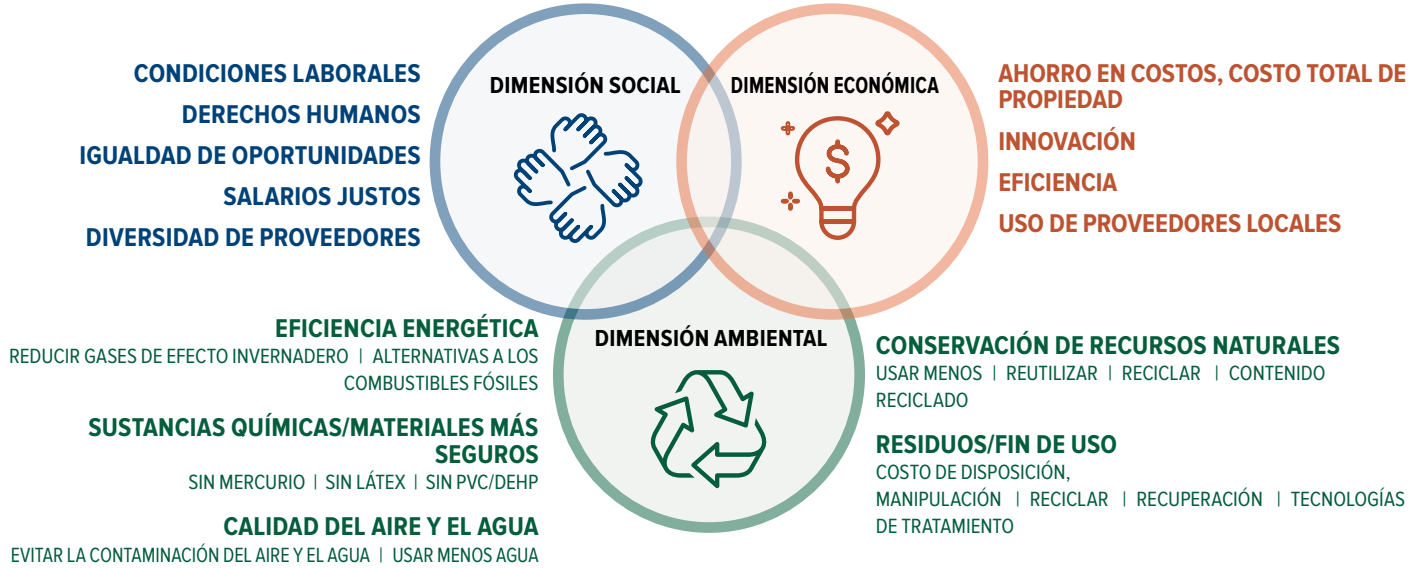 DIMENSIÓN SOCIAL
CONDICIONES LABORALES
DERECHOS HUMANOS
IGUALDAD DE OPORTUNIDADES
SALARIOS JUSTOS
DIVERSIDAD DE PROVEEDORES
DIMENSIÓN ECONÓMICA
$
AHORRO EN COSTOS, COSTO TOTAL DE
PROPIEDAD
INNOVACIÓN
EFICIENCIA
USO DE PROVEEDORES LOCALES
DIMENSIÓN AMBIENTAL
EFICIENCIA ENERGÉTICA
REDUCIR GASES DE EFECTO INVERNADERO | ALTERNATIVAS A LOS
COMBUSTIBLES FÓSILES
SUSTANCIAS QUÍMICAS/MATERIALES MÁS
SEGUROS
SIN MERCURIO | SIN LÁTEX | SIN PVC/DEHP
CALIDAD DEL AIRE Y EL AGUA
EVITAR LA CONTAMINACIÓN DEL AIRE Y EL AGUA | USAR MENOS AGUA
CONSERVACIÓN DE RECURSOS NATURALES
USAR MENOS | REUTILIZAR | RECICLAR | CONTENIDO
RECICLADO
RESIDUOS/FIN DE USO
COSTO DE DISPOSICIÓN,
MANIPULACIÓN | RECICLAR | RECUPERACIÓN | TECNOLOGÍAS
DE TRATAMIENTO